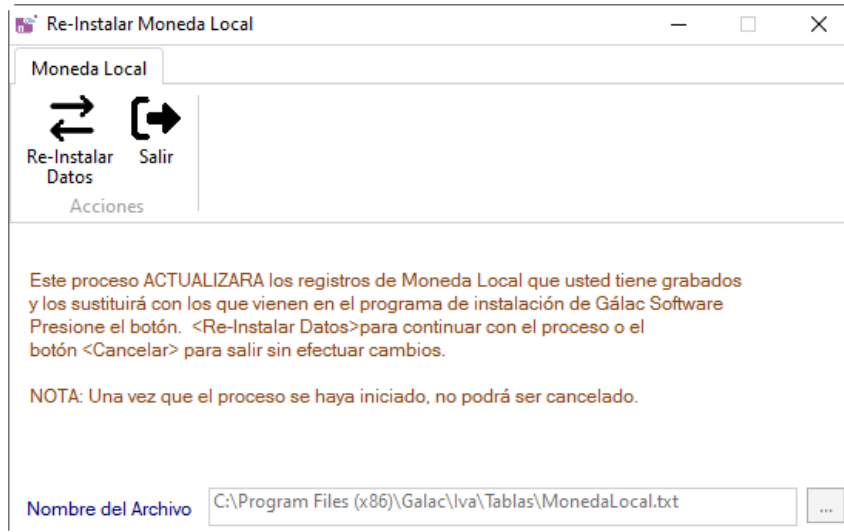 Re-Instalar Moneda Local
Moneda Local
Re-Instalar
Datos
Salir
Acciones
Este proceso ACTUALIZARA los registros de Moneda Local que usted tiene grabados
y los sustituirá con los que vienen en el programa de instalación de Gálac Software
Presione el botón.  <Re-Instalar Datos>para continuar con el proceso o el
botón <Cancelar> para salir sin efectuar cambios.
NOTA: Una vez que el proceso se haya iniciado, no podrá ser cancelado.
Nombre del Archivo
C:\Program Files (x86)\Galac\Iva\Tablas\MonedaLocal.txt
...